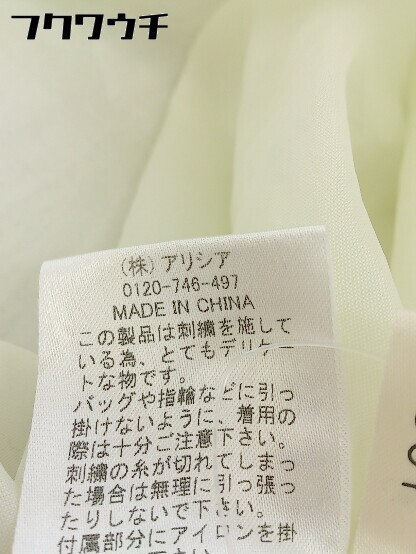 フクワウチ
(株)アリシア
0120-746-497
MADE IN CHINA
この製品は刺繍を施して
いる為、とてもデリケー
トな物です。
バッグや指輪などに引っ
掛けないように、着用の
際は十分ご注意下さい。
刺繍の糸が切れてしまっ
た場合は無理に引っ張っ
たりしないで下さい。
付属部分にアイロンを掛